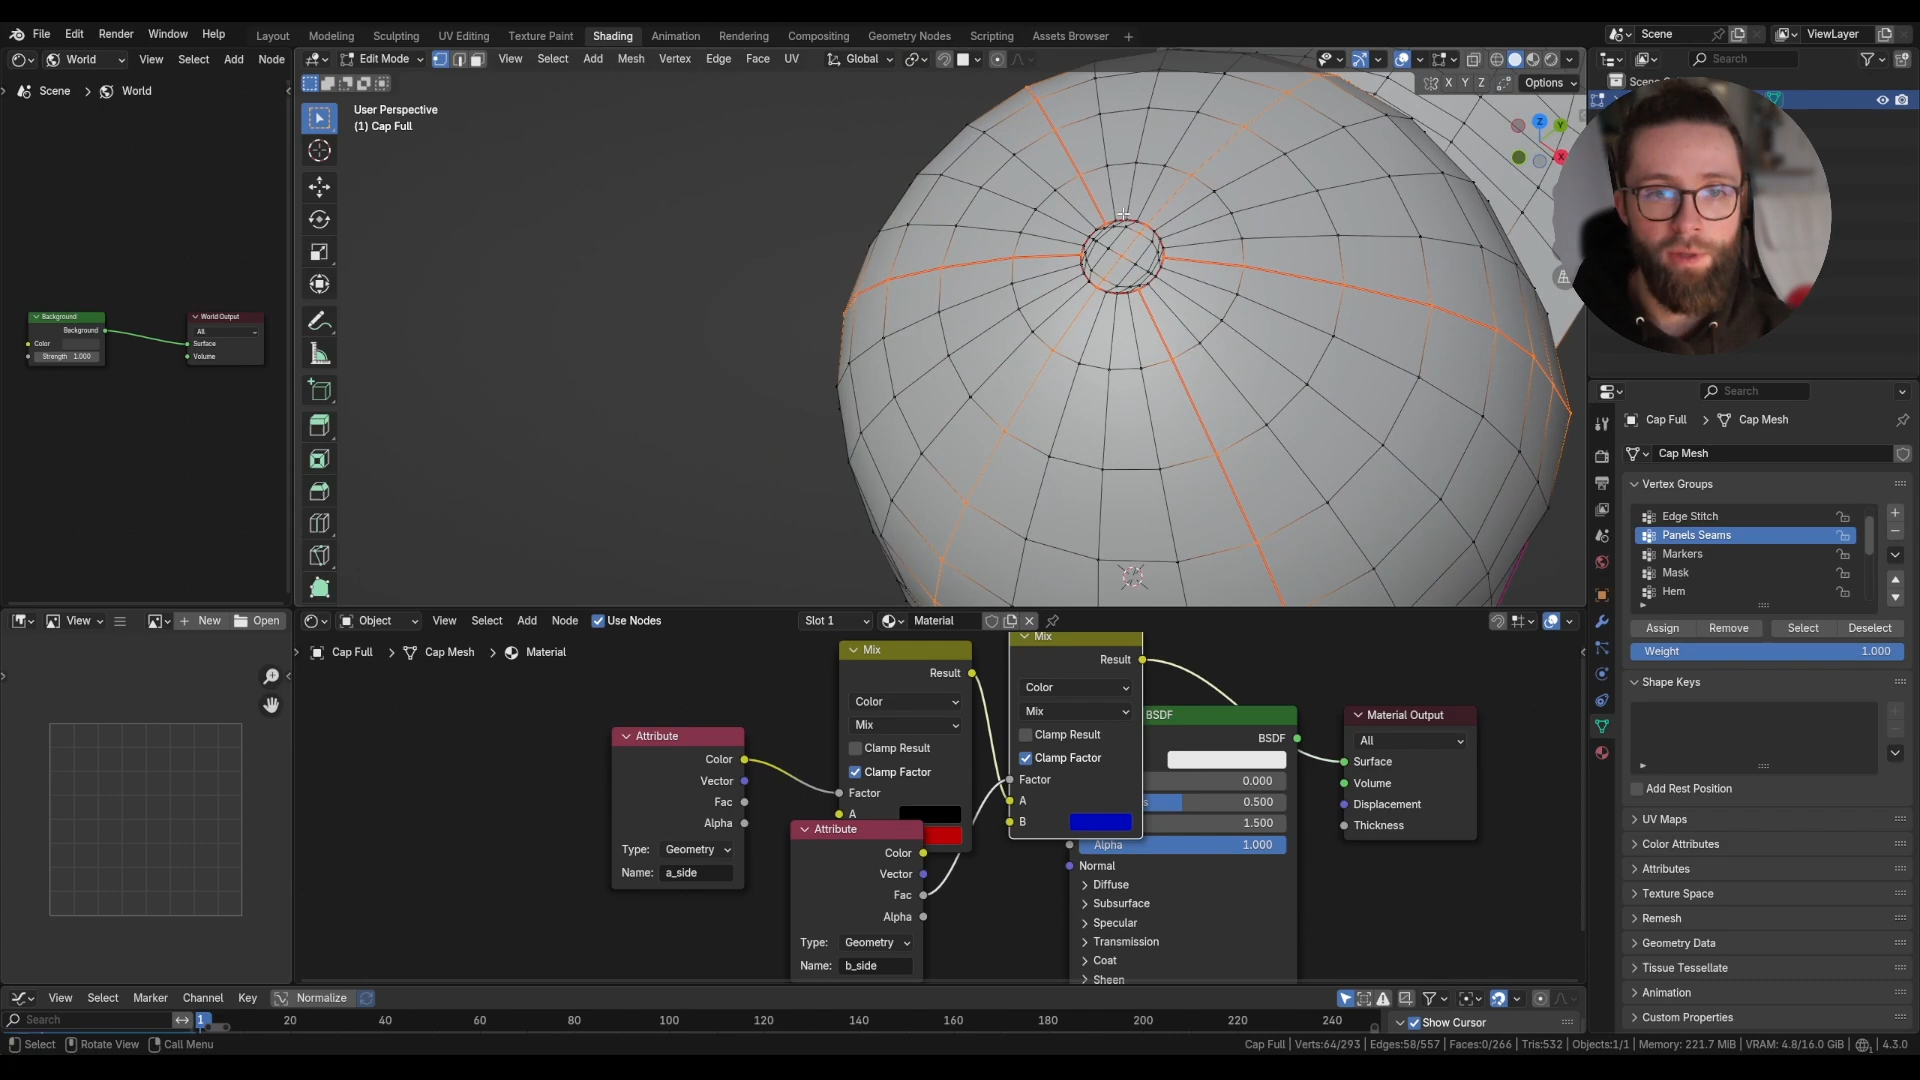 File Edit Render Window Help
Layout Modeling Sculpting UV Editing Texture Paint Shading Animation Rendering Compositing Geometry Nodes Scripting Assets Browser +
Scene ViewLayer
World View Select Add Node
Edit Mode View Select Add Mesh Vertex Edge Face UV Global
Search
X Y Z Options
Scene > World
User Perspective
(1) Cap Full
Z Y X
Background
Background
Color
Strength 1.000
World Output
All
Surface
Volume
Search
Cap Full > Cap Mesh
Cap Mesh
Vertex Groups
Edge Stitch
Panels Seams
Markers
Mask
Hem
Assign Remove Select Deselect
Weight 1.000
Shape Keys
Add Rest Position
UV Maps
Color Attributes
Attributes
Texture Space
Remesh
Geometry Data
Tissue Tessellate
Animation
Custom Properties
View New Open
Object View Select Add Node Use Nodes Slot 1 Material
Cap Full > Cap Mesh > Material
Attribute
Color
Vector
Fac
Alpha
Type: Geometry
Name: a_side
Mix
Result
Color
Mix
Clamp Result
Clamp Factor
Factor
A
Attribute
Color
Vector
Fac
Alpha
Type: Geometry
Name: b_side
Mix
Result
Color
Mix
Clamp Result
Clamp Factor
Factor
A
B
BSDF
BSDF
0.000
0.500
1.500
Alpha 1.000
Normal
Diffuse
Subsurface
Specular
Transmission
Coat
Sheen
Material Output
All
Surface
Volume
Displacement
Thickness
View Select Marker Channel Key Normalize
Search 1 20 40 60 80 100 120 140 160 180 200 220 240
Show Cursor
Select Rotate View Call Menu
Cap Full | Verts:64/293 | Edges:58/557 | Faces:0/266 | Tris:532 | Objects:1/1 | Memory: 221.7 MiB | VRAM: 4.8/16.0 GiB | 4.3.0